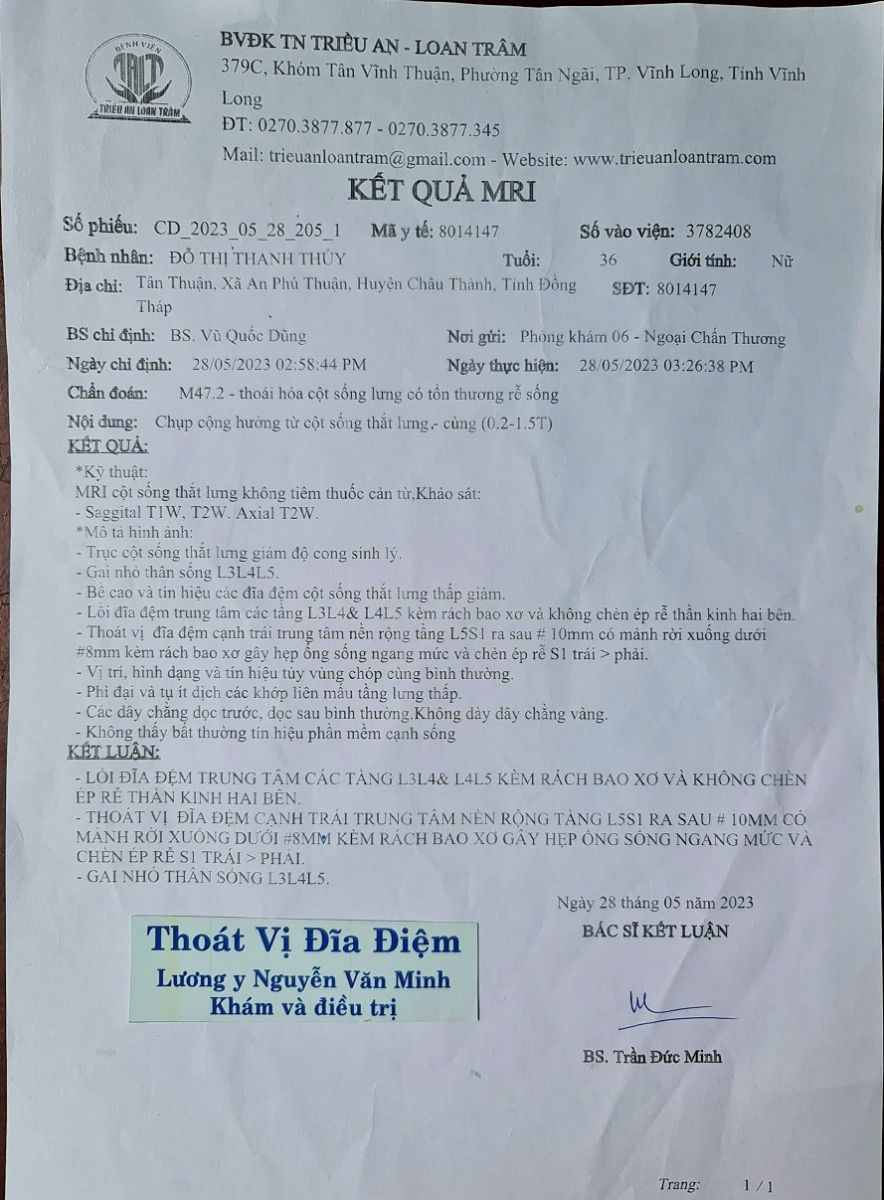 BỆNH VIỆN
TALT
TRIỀU AN LOAN TRÂM
BVĐK TN TRIỀU AN - LOAN TRÂM
379C, Khóm Tân Vĩnh Thuận, Phường Tân Ngãi, TP. Vĩnh Long, Tỉnh Vĩnh
Long
ĐT: 0270.3877.877 - 0270.3877.345
Mail: trieuanloantram@gmail.com - Website: www.trieuanloantram.com
KẾT QUẢ MRI
Số phiếu: CD_2023_05_28_205_1 Mã y tế: 8014147 Số vào viện: 3782408
Bệnh nhân: ĐỖ THỊ THANH THÚY Tuổi: 36 Giới tính: Nữ
Địa chỉ: Tân Thuận, Xã An Phú Thuận, Huyện Châu Thành, Tỉnh Đồng SĐT: 8014147
Tháp
BS chỉ định: BS. Vũ Quốc Dũng Nơi gửi: Phòng khám 06 - Ngoại Chấn Thương
Ngày chỉ định: 28/05/2023 02:58:44 PM Ngày thực hiện: 28/05/2023 03:26:38 PM
Chẩn đoán: M47.2 - thoái hóa cột sống lưng có tổn thương rễ sống
Nội dung: Chụp cộng hưởng từ cột sống thắt lưng - cùng (0.2-1.5T)
KẾT QUẢ:
*Kỹ thuật:
MRI cột sống thắt lưng không tiêm thuốc cản từ,Khảo sát:
- Saggital T1W, T2W. Axial T2W.
*Mô tả hình ảnh:
- Trục cột sống thắt lưng giảm độ cong sinh lý.
- Gai nhỏ thân sống L3L4L5.
- Bề cao và tín hiệu các đĩa đệm cột sống thắt lưng thấp giảm.
- Lồi đĩa đệm trung tâm các tầng L3L4& L4L5 kèm rách bao xơ và không chèn ép rễ thần kinh hai bên.
- Thoát vị đĩa đệm cạnh trái trung tâm nền rộng tầng L5S1 ra sau # 10mm có mảnh rời xuống dưới
#8mm kèm rách bao xơ gây hẹp ống sống ngang mức và chèn ép rễ S1 trái > phải.
- Vị trí, hình dạng và tín hiệu tủy vùng chóp cùng bình thường.
- Phì đại và tụ ít dịch các khớp liên mấu tầng lưng thấp.
- Các dây chằng dọc trước, dọc sau bình thường.Không dày dây chằng vàng.
- Không thấy bất thường tín hiệu phần mềm cạnh sống
KẾT LUẬN:
- LỒI ĐĨA ĐỆM TRUNG TÂM CÁC TẦNG L3L4& L4L5 KÈM RÁCH BAO XƠ VÀ KHÔNG CHÈN
ÉP RỄ THẦN KINH HAI BÊN.
- THOÁT VỊ ĐĨA ĐỆM CẠNH TRÁI TRUNG TÂM NỀN RỘNG TẦNG L5S1 RA SAU # 10MM CÓ
MẢNH RỜI XUỐNG DƯỚI #8MM KÈM RÁCH BAO XƠ GÂY HẸP ỐNG SỐNG NGANG MỨC VÀ
CHÈN ÉP RỄ S1 TRÁI > PHẢI.
- GAI NHỎ THÂN SỐNG L3L4L5.
Ngày 28 tháng 05 năm 2023
BÁC SĨ KẾT LUẬN
Thoát Vị Đĩa Điệm
Lương y Nguyễn Văn Minh
Khám và điều trị
BS. Trần Đức Minh
Trang: 1 / 1